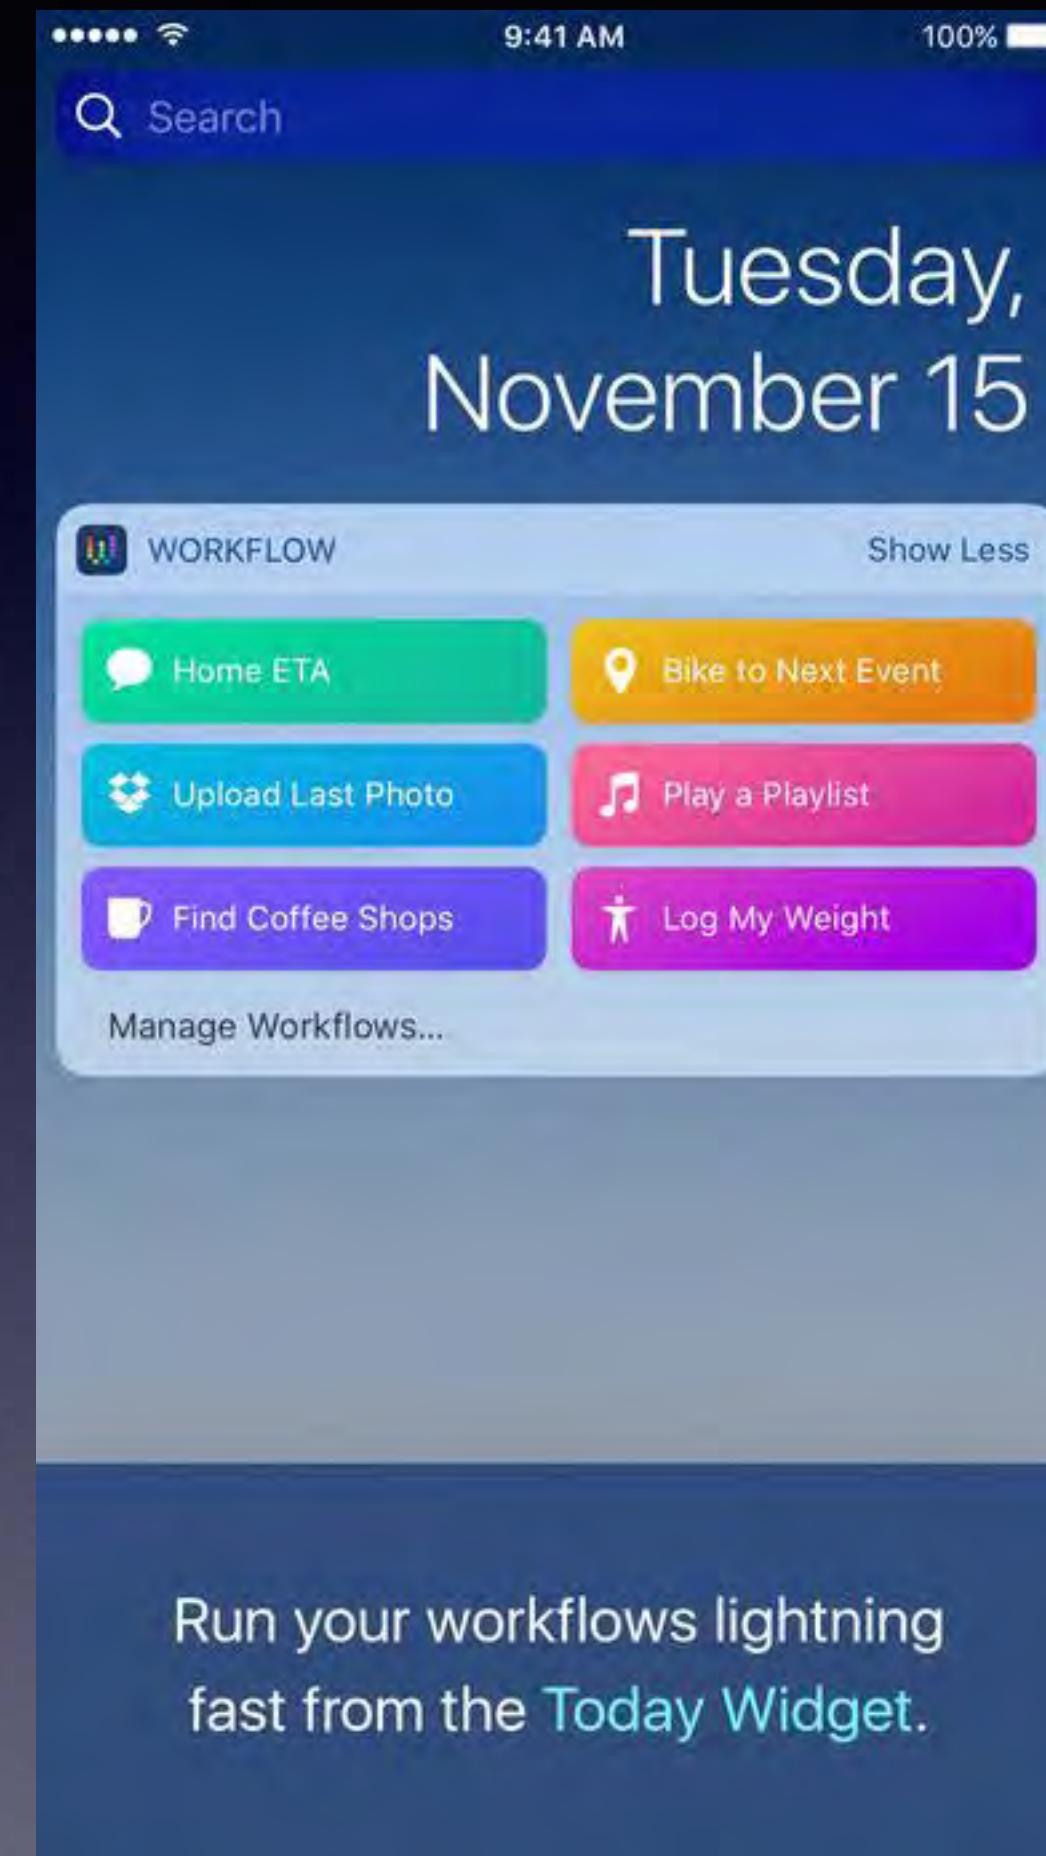 9:41 AM
100%
Search
Tuesday,
November 15
WORKFLOW
Show Less
Home ETA
Bike to Next Event
Upload Last Photo
Play a Playlist
Find Coffee Shops
Log My Weight
Manage Workflows...
Run your workflows lightning
fast from the Today Widget.